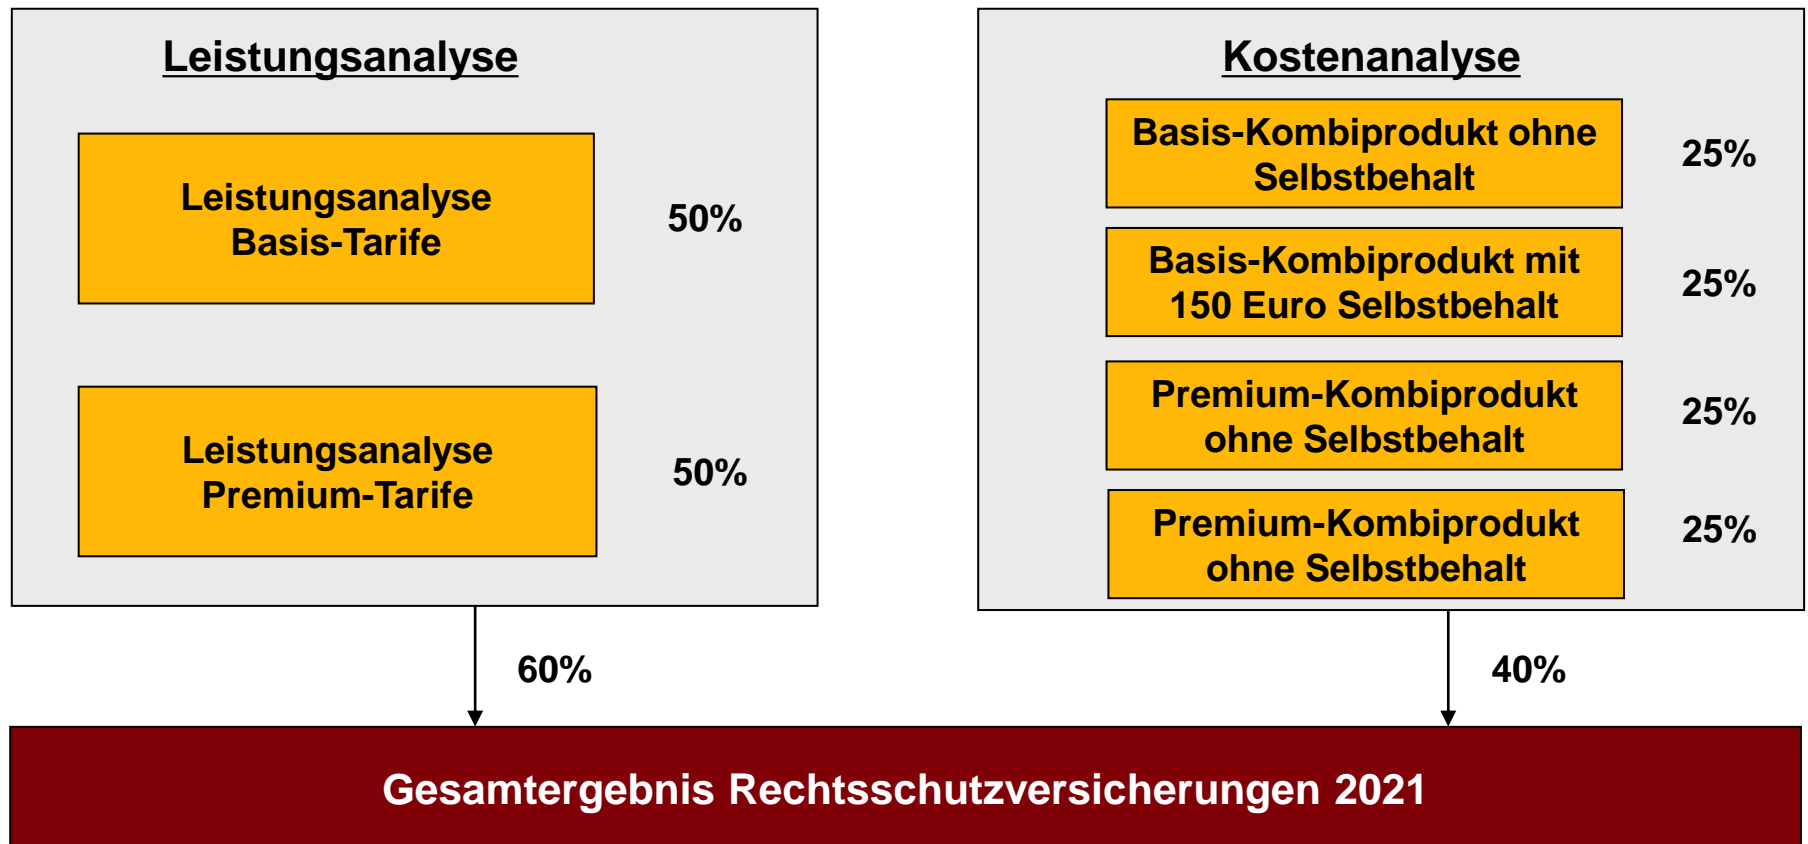 Leistungsanalyse
Leistungsanalyse
Basis-Tarife
50%
Leistungsanalyse
Premium-Tarife
50%
60%
Kostenanalyse
Basis-Kombiprodukt ohne
Selbstbehalt
25%
Basis-Kombiprodukt mit
150 Euro Selbstbehalt
25%
Premium-Kombiprodukt
ohne Selbstbehalt
25%
Premium-Kombiprodukt
ohne Selbstbehalt
25%
40%
Gesamtergebnis Rechtsschutzversicherungen 2021